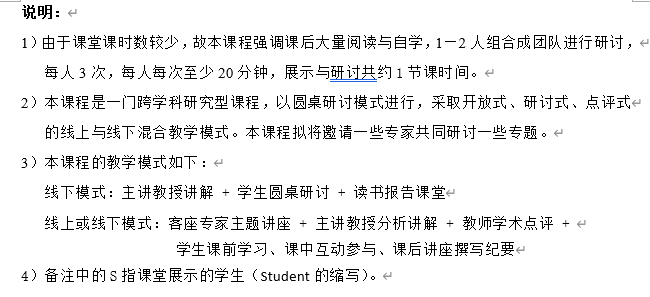 说明：
1）由于课堂课时数较少，故本课程强调课后大量阅读与自学，1—2 人组合成团队进行研讨，
每人 3 次，每人每次至少 20 分钟，展示与研讨共约 1 节课时间。
2）本课程是一门跨学科研究型课程，以圆桌研讨模式进行，采取开放式、研讨式、点评式
的线上与线下混合教学模式。本课程拟将邀请一些专家共同研讨一些专题。
3）本课程的教学模式如下：
线下模式：主讲教授讲解 + 学生圆桌研讨 + 读书报告课堂
线上或线下模式：客座专家主题讲座 + 主讲教授分析讲解 + 教师学术点评 +
学生课前学习、课中互动参与、课后讲座撰写纪要
4）备注中的 S 指课堂展示的学生（Student 的缩写）。